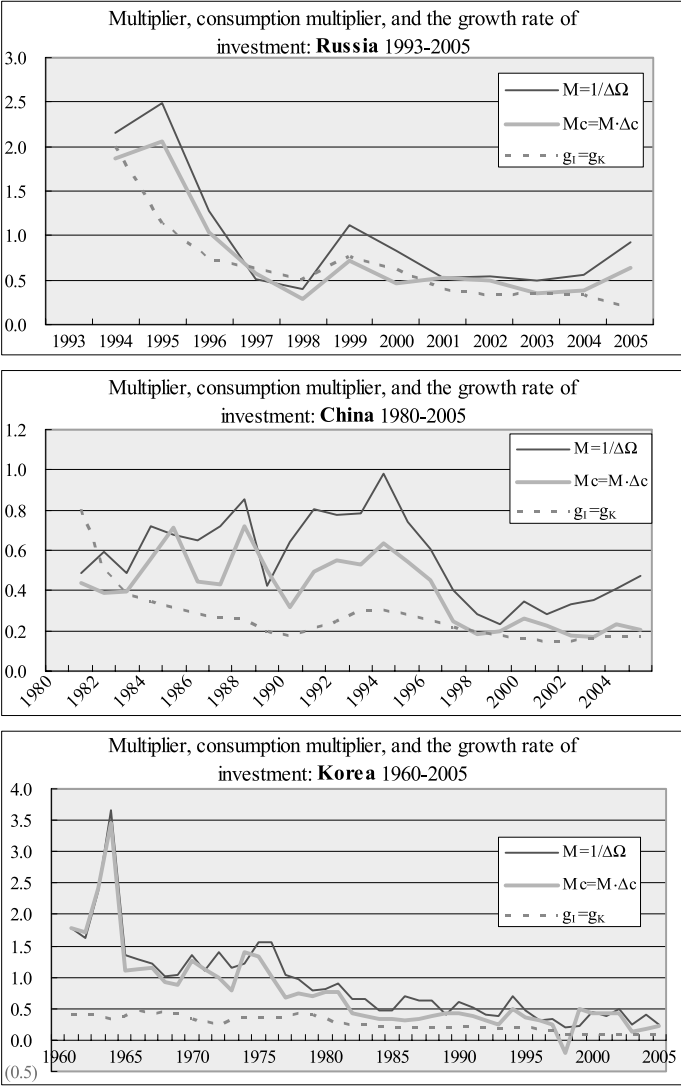 Multiplier, consumption multiplier, and the growth rate of
investment: Russia 1993-2005
3.0
2.5
2.0
1.5
1.0
0.5
0.0
M=1/ΔΩ
Mc=M·Δc
gI=gK
1993 1994 1995 1996 1997 1998 1999 2000 2001 2002 2003 2004 2005
Multiplier, consumption multiplier, and the growth rate of
investment: China 1980-2005
1.2
1.0
0.8
0.6
0.4
0.2
0.0
M=1/ΔΩ
Mc=M·Δc
gI=gK
1980 1982 1984 1986 1988 1990 1992 1994 1996 1998 2000 2002 2004
Multiplier, consumption multiplier, and the growth rate of
investment: Korea 1960-2005
4.0
3.5
3.0
2.5
2.0
1.5
1.0
0.5
0.0
(0.5)
M=1/ΔΩ
Mc=M·Δc
gI=gK
1960 1965 1970 1975 1980 1985 1990 1995 2000 2005